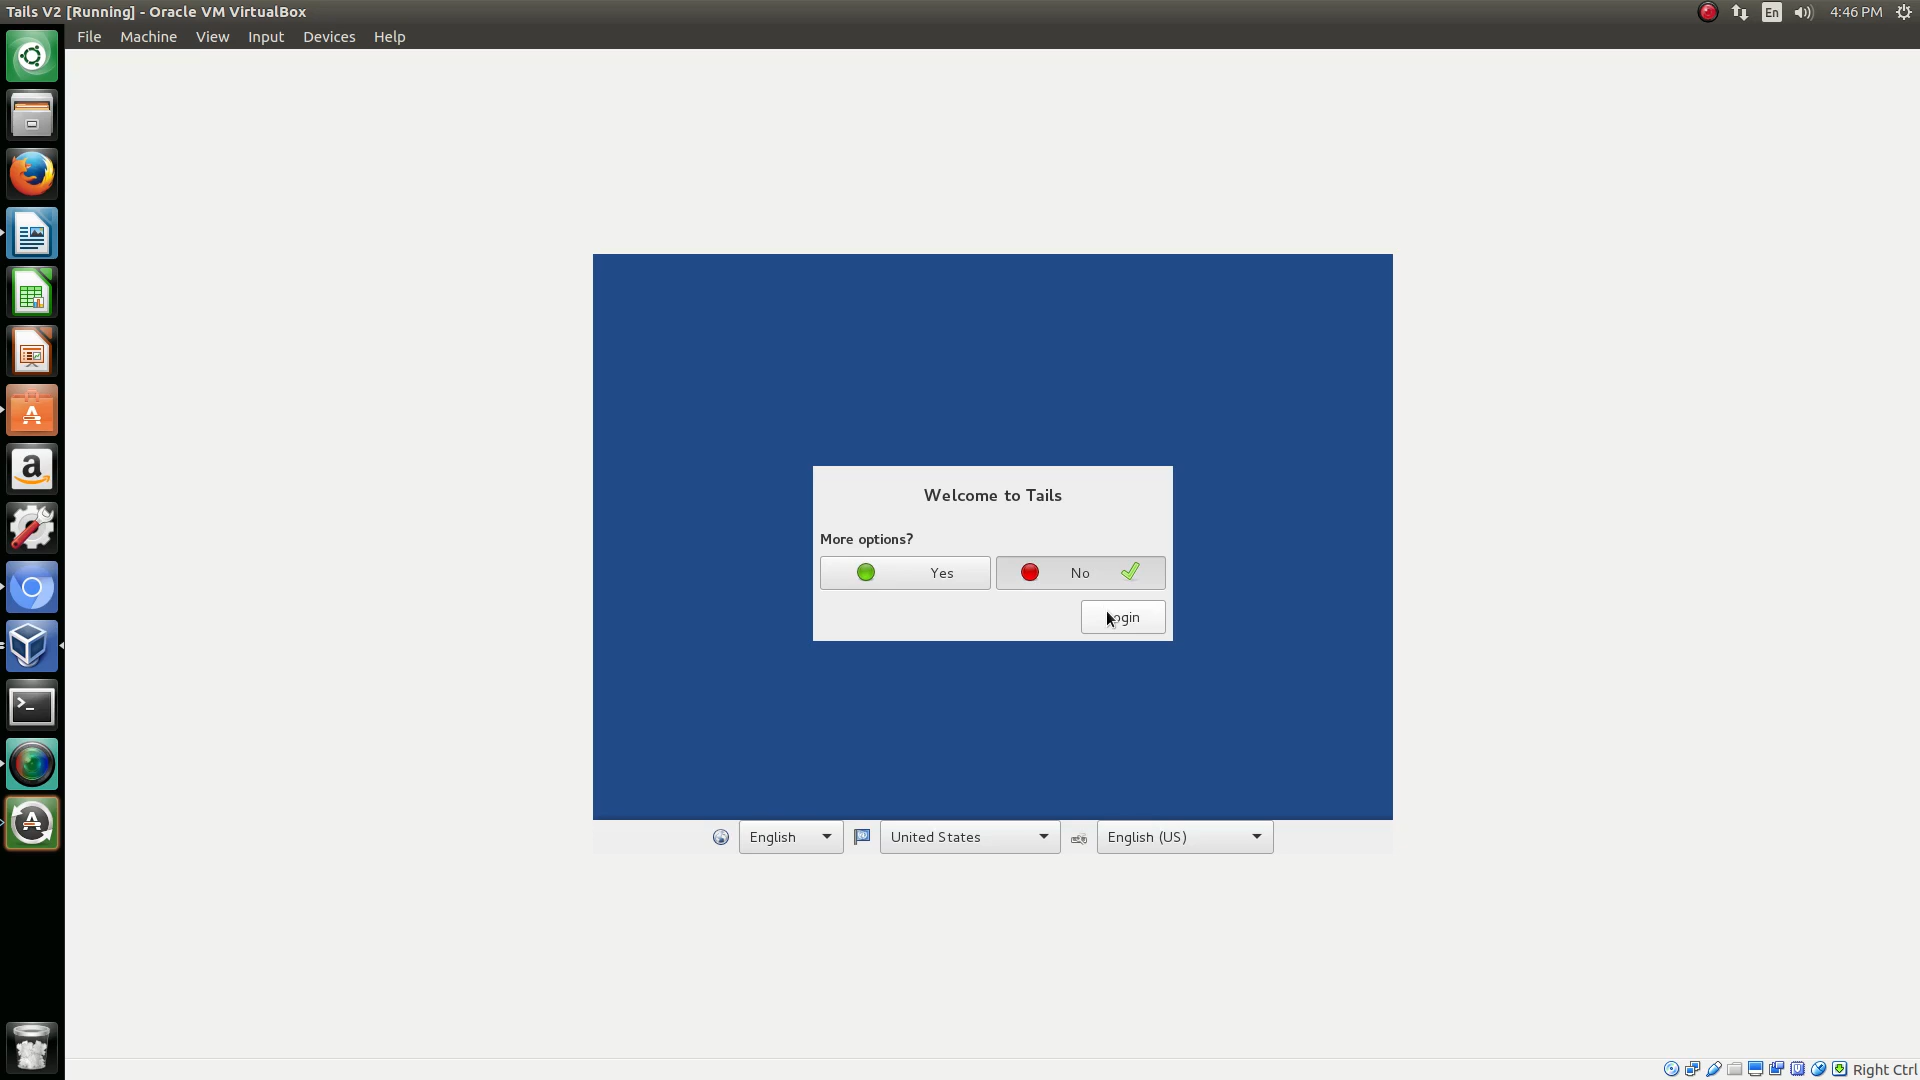 Tails V2 [Running] - Oracle VM VirtualBox
En
4:46 PM
File Machine View Input Devices Help
Welcome to Tails
More options?
Yes
No
gin
English
United States
English (US)
Right Ctrl